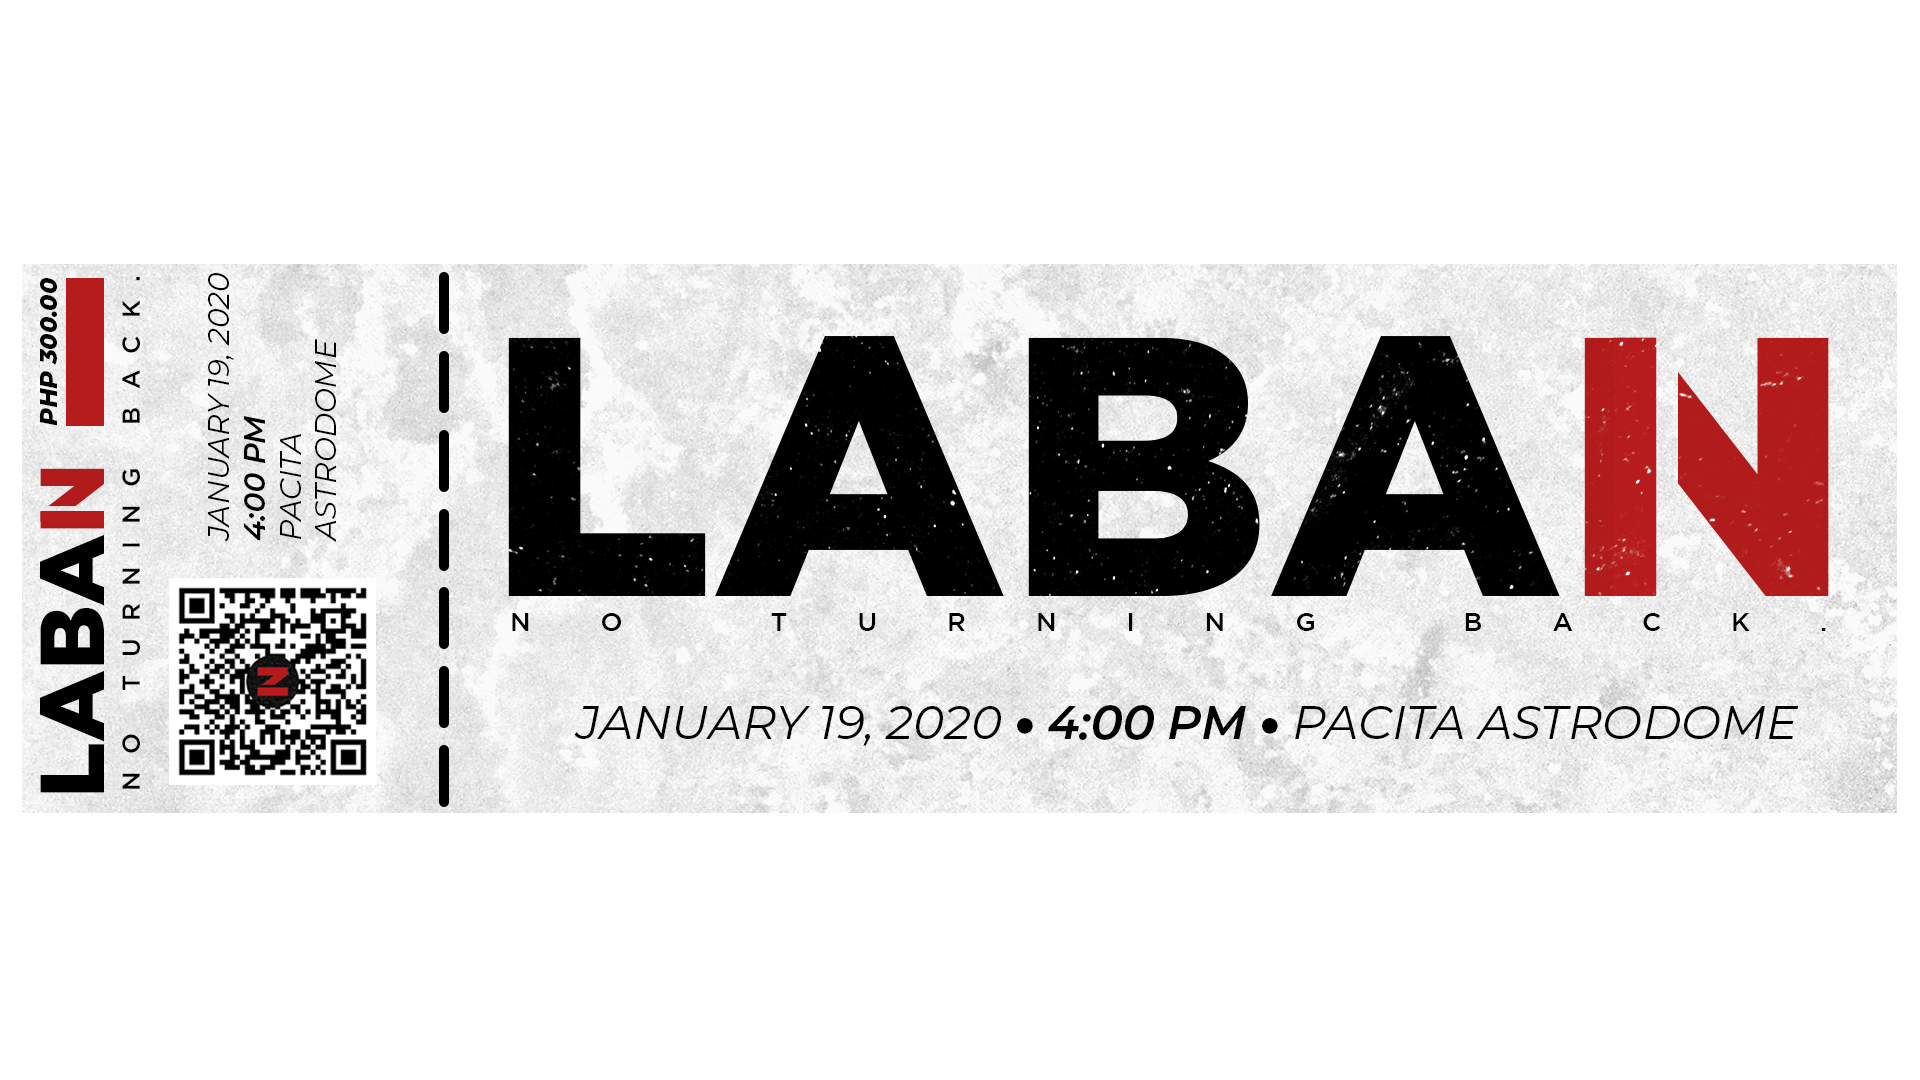 PHP 300.00
LABAN
NO TURNING BACK.
JANUARY 19, 2020
4:00 PM
PACITA
ASTRODOME
IN
LABAN
NO TURNING BACK.
JANUARY 19, 2020 • 4:00 PM • PACITA ASTRODOME